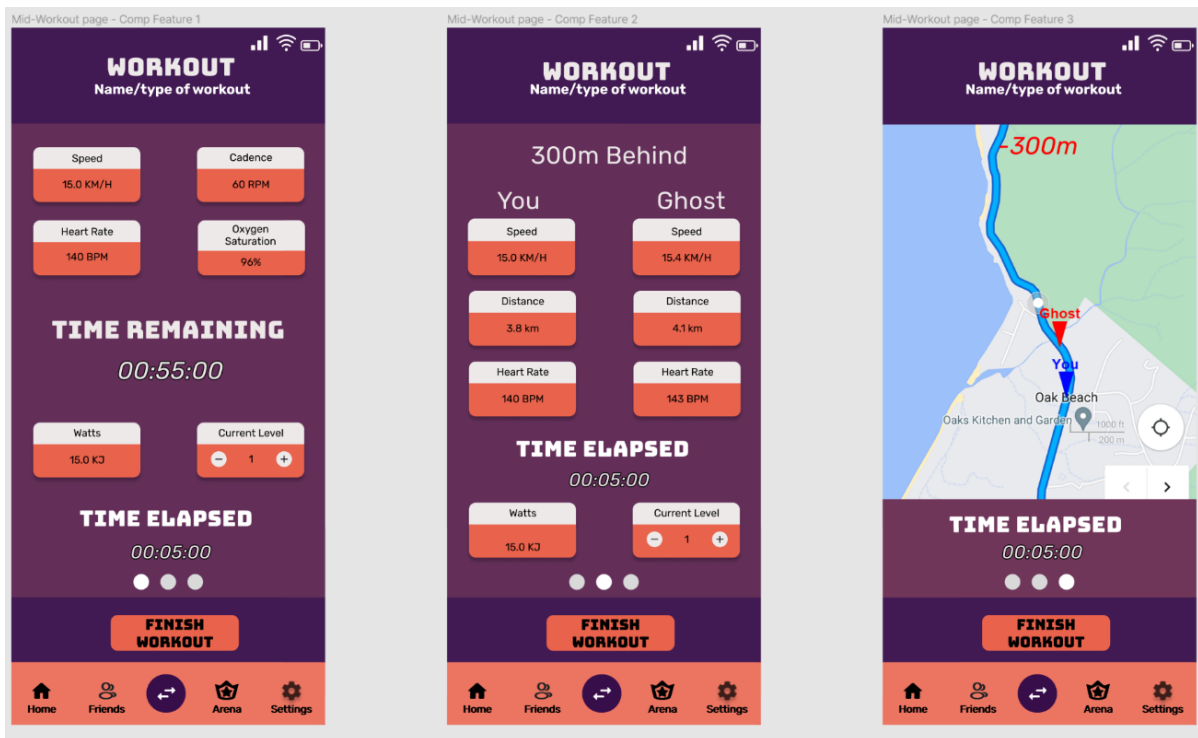 Mid-Workout page - Comp Feature 1
WORKOUT
Name/type of workout
Speed
15.0 KM/H
Cadence
60 RPM
Heart Rate
140 BPM
Oxygen
Saturation
96%
TIME REMAINING
00:55:00
Watts
15.0 KJ
Current Level
1
TIME ELAPSED
00:05:00
FINISH
WORKOUT
Home
Friends
Arena
Settings
Mid-Workout page - Comp Feature 2
WORKOUT
Name/type of workout
300m Behind
You
Ghost
Speed
15.0 KM/H
Speed
15.4 KM/H
Distance
3.8 km
Distance
4.1 km
Heart Rate
140 BPM
Heart Rate
143 BPM
TIME ELAPSED
00:05:00
Watts
15.0 KJ
Current Level
1
FINISH
WORKOUT
Home
Friends
Arena
Settings
Mid-Workout page - Comp Feature 3
WORKOUT
Name/type of workout
-300m
Ghost
You
Oak Beach
Oaks Kitchen and Garden
1000 ft
200 m
TIME ELAPSED
00:05:00
FINISH
WORKOUT
Home
Friends
Arena
Settings